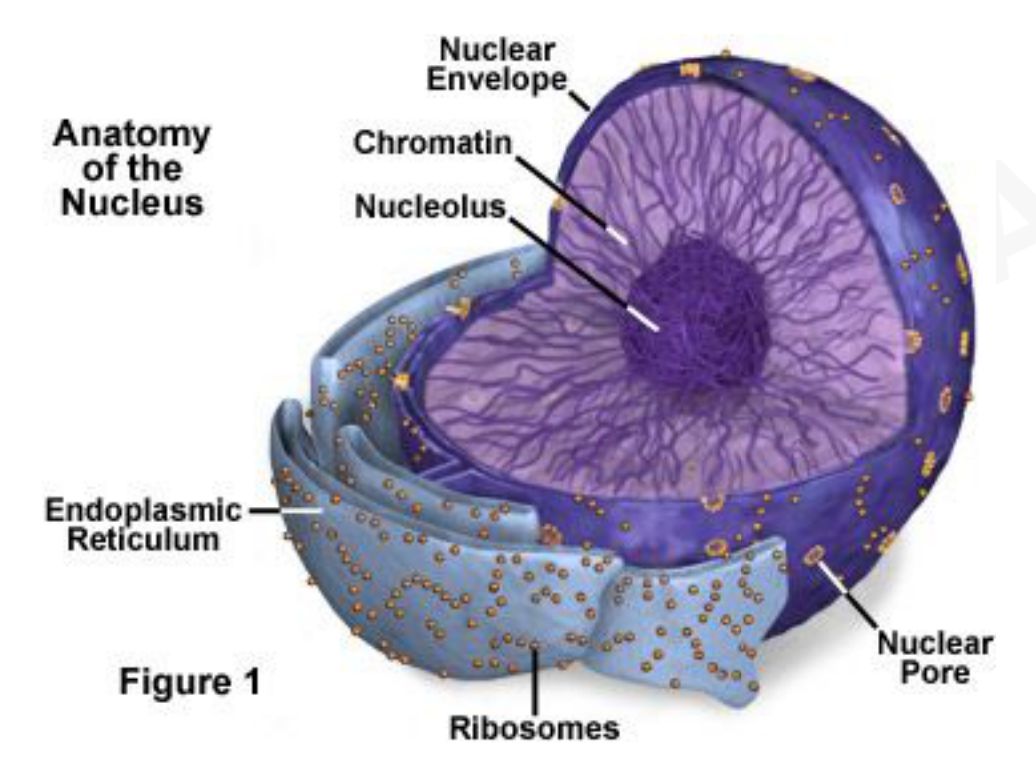 Anatomy
of the
Nucleus
Nuclear
Envelope
Chromatin
Nucleolus
Endoplasmic
Reticulum
Nuclear
Pore
Figure 1
Ribosomes